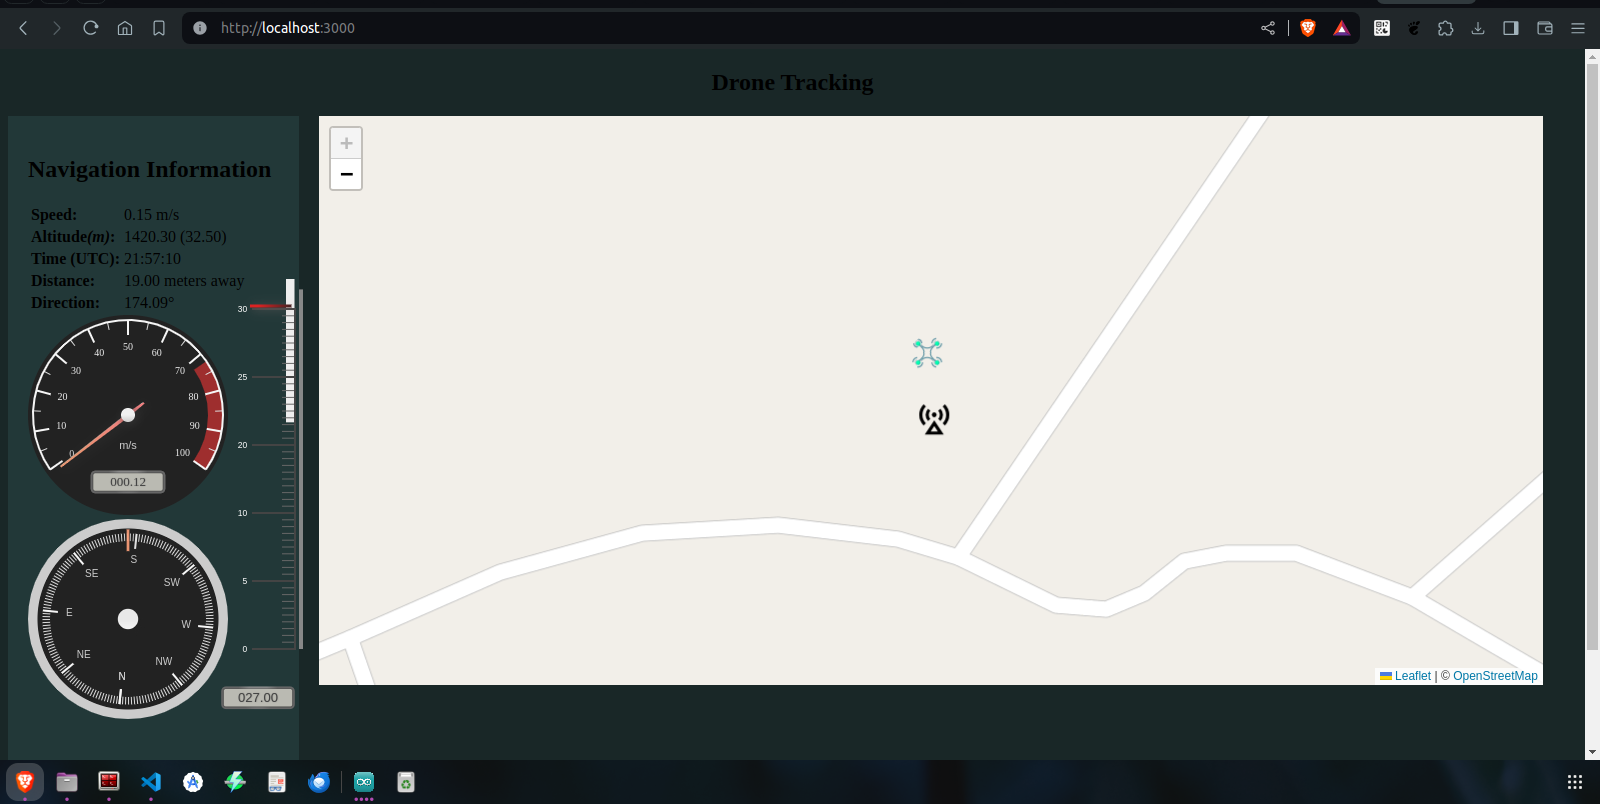 http://localhost:3000
Drone Tracking
Navigation Information
Speed: 0.15 m/s
Altitude(m): 1420.30 (32.50)
Time (UTC): 21:57:10
Distance: 19.00 meters away
Direction: 174.09°
0
10
20
30
40
50
60
70
80
90
100
m/s
000.12
30
25
20
10
5
0
027.00
S
SW
W
NW
N
NE
E
SE
+
−
Leaflet | © OpenStreetMap